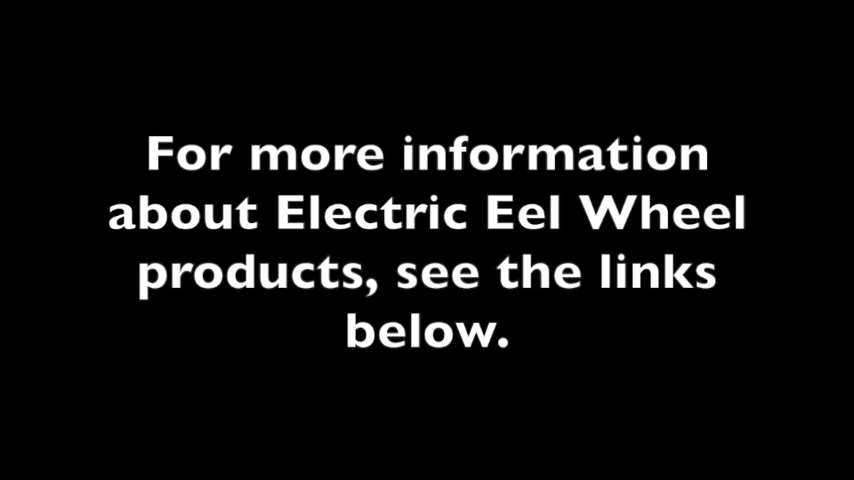 For more information
about Electric Eel Wheel
products, see the links
below.